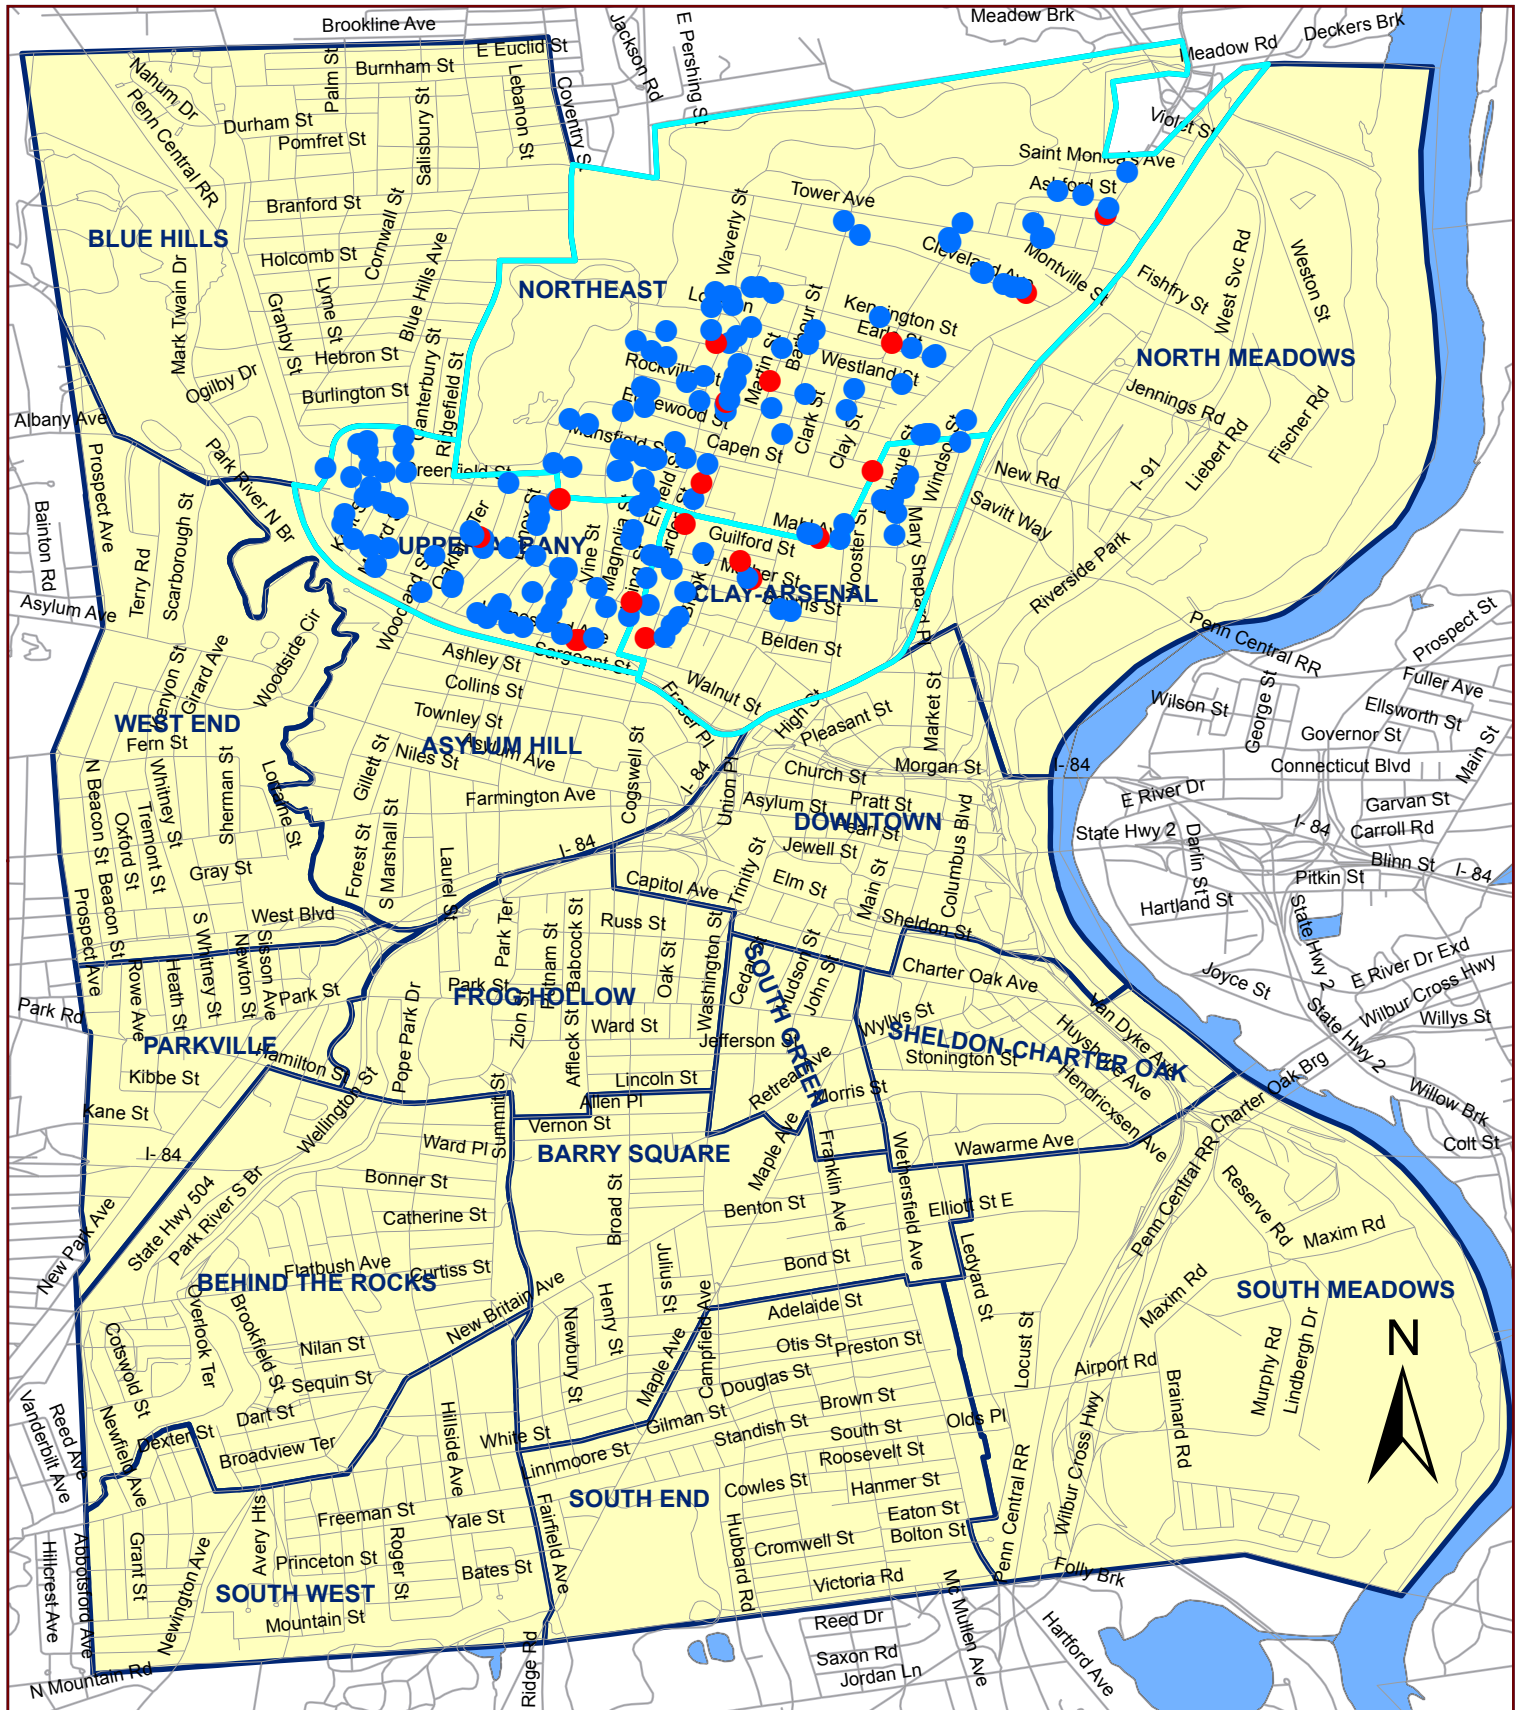 Brookline Ave
Jackson Rd
E Pershing St
Meadow Brk
Deckers Brk
Meadow Rd
E Euclid St
Nahum Dr
Palm St
Burnham St
Lebanon St
Coventry St
Penn Central RR
Durham St
Pomfret St
Salisbury St
Violet St
Saint Monica's Ave
Ashford St
Tower Ave
Branford St
Cornwall St
Waverly St
BLUE HILLS
Holcomb St
Blue Hills Ave
Cleveland Ave
Montville St
Mark Twain Dr
Lyme St
Granby St
NORTHEAST
Barbour St
Kensington St
Fishfry St
West Svc Rd
Weston St
Hebron St
Canterbury St
Ridgefield St
Martin St
Westland St
NORTH MEADOWS
Ogilby Dr
Burlington St
Jennings Rd
Fischer Rd
Albany Ave
Prospect Ave
Park River N Br
Mansfield St
Capen St
Clark St
Clay St
Windsor St
Liebert Rd
Greenfield St
New Rd
I- 91
Savitt Way
Bainton Rd
Scarborough St
Terry Rd
Vine St
Magnolia St
Guilford St
Wooster St
Mary Shepard Pl
Riverside Park
UPPER ALBANY
CLAY-ARSENAL
Asylum Ave
Woodland St
Woodside Cir
Belden St
Penn Central RR
Prospect St
Kenyon St
Girard Ave
Ashley St
Sargeant St
Collins St
Walnut St
Fraser Pl
High St
Pleasant St
Market St
Wilson St
George St
Fuller Ave
Ellsworth St
Main St
WEST END
Fern St
Townley St
ASYLUM HILL
Asylum Ave
Niles St
Governor St
Connecticut Blvd
N Beacon St
Whitney St
Sherman St
Lorraine St
Gillett St
Cogswell St
I- 84
Union Pl
Church St
Morgan St
I- 84
E River Dr
Farmington Ave
Asylum St
Pratt St
Garvan St
Oxford St
Tremont St
DOWNTOWN
Pearl St
Jewell St
Columbus Blvd
State Hwy 2
Darlin St
I- 84
Carroll Rd
Blinn St
I- 84
Forest St
S Marshall St
Laurel St
I- 84
Gray St
Capitol Ave
Trinity St
Elm St
Main St
Pitkin St
Hartland St
Prospect Ave
Beacon St
West Blvd
Park Ter
Babcock St
Russ St
Sheldon St
State Hwy 2
S Whitney St
Newton St
Sisson Ave
Putnam St
Oak St
Washington St
Cedar St
SOUTH GREEN
Hudson St
John St
Charter Oak Ave
Joyce St
E River Dr Exd
Wilbur Cross Hwy
Park Rd
Rowe Ave
Heath St
Park St
Park St
FROG HOLLOW
Pope Park Dr
Zion St
Affleck St
Ward St
Jefferson St
Wyllys St
Van Dyke Ave
Huyshope Ave
State Hwy 2
Willys St
PARKVILLE
Hamilton St
SHELDON-CHARTER OAK
Stonington St
Kibbe St
Lincoln St
Retreat Ave
Morris St
Hendricxsen Ave
Charter Oak Brg
Willow Brk
Kane St
Wellington St
Summit St
Allen Pl
Vernon St
Colt St
I- 84
Ward Pl
BARRY SQUARE
Maple Ave
Franklin Ave
Wethersfield Ave
Wawarme Ave
Penn Central RR
Reserve Rd
State Hwy 504
Park River S Br
Bonner St
Broad St
Benton St
Elliott St E
Catherine St
Maxim Rd
New Park Ave
Flatbush Ave
Curtiss St
Julius St
Bond St
Ledyard St
BEHIND THE ROCKS
SOUTH MEADOWS
Overlook Ter
Brookfield St
New Britain Ave
Henry St
Campfield Ave
Adelaide St
Maxim Rd
Cotswold St
Nilan St
Newbury St
Maple Ave
Otis St
Preston St
Locust St
Murphy Rd
Lindbergh Dr
N
Sequin St
Douglas St
Airport Rd
Brainard Rd
Vanderbilt Ave
Reed Ave
Newfield Ave
Dart St
Dexter St
Broadview Ter
Hillside Ave
White St
Gilman St
Brown St
Olds Pl
Standish St
South St
Wilbur Cross Hwy
Linnmoore St
Roosevelt St
Cowles St
Hanmer St
SOUTH END
Avery Hts
Freeman St
Yale St
Fairfield Ave
Hubbard Rd
Eaton St
Bolton St
Penn Central RR
Hillcrest Ave
Abbotsford Ave
Grant St
Newington Ave
Princeton St
Roger St
Bates St
Cromwell St
Folly Brk
SOUTH WEST
Victoria Rd
Mc Mullen Ave
Hartford Ave
Mountain St
Reed Dr
Ridge Rd
Saxon Rd
N Mountain Rd
Jordan Ln